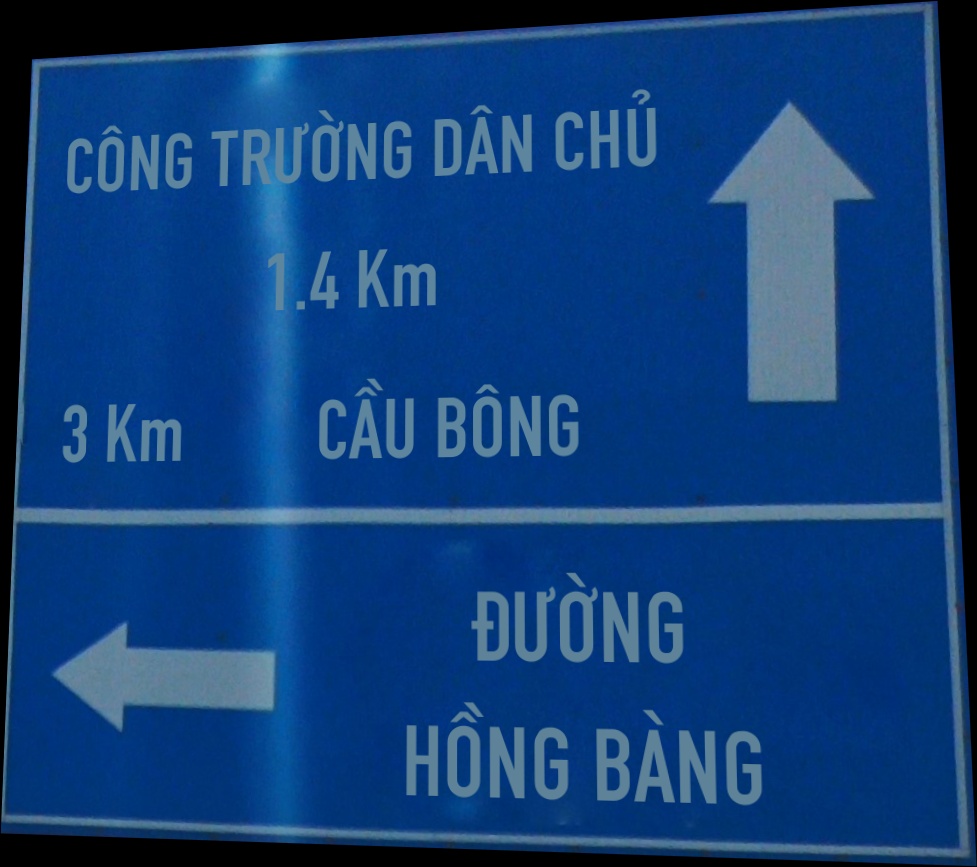 CÔNG TRƯỜNG DÂN CHỦ
1.4 Km
3 Km CẦU BÔNG
ĐƯỜNG
HỒNG BÀNG